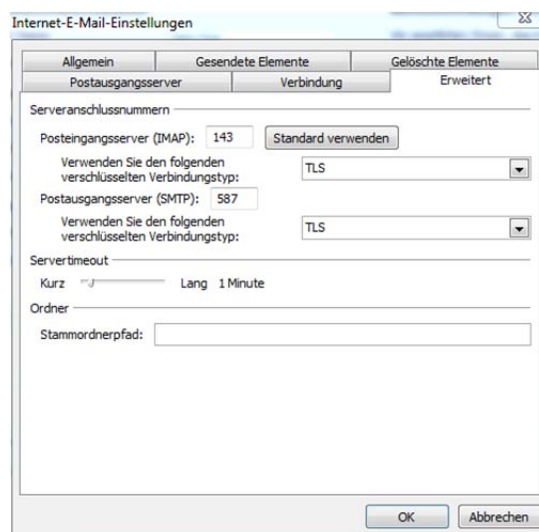 Internet-E-Mail-Einstellungen
Allgemein
Gesendete Elemente
Gelöschte Elemente
Postausgangsserver
Verbindung
Erweitert
Serveranschlussnummern
Posteingangsserver (IMAP): 143 Standard verwenden
Verwenden Sie den folgenden
verschlüsselten Verbindungstyp: TLS
Postausgangsserver (SMTP): 587
Verwenden Sie den folgenden
verschlüsselten Verbindungstyp: TLS
Servertimeout
Kurz Lang 1 Minute
Ordner
Stammordnerpfad:
OK Abbrechen